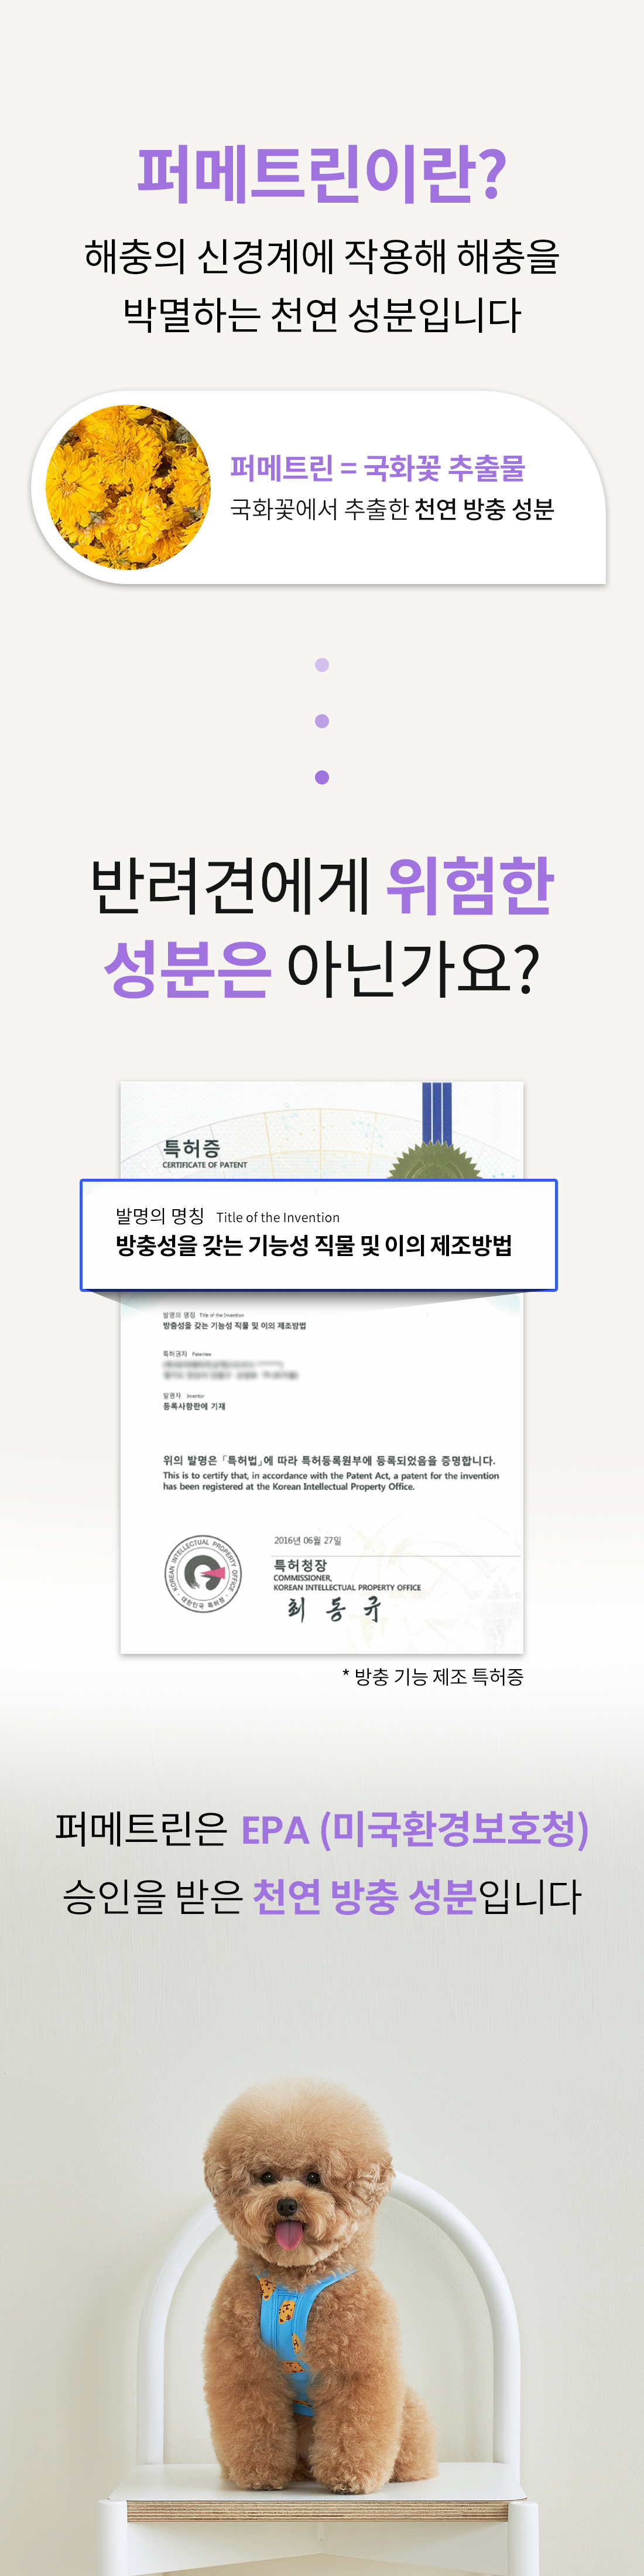 퍼메트린이란?
해충의 신경계에 작용해 해충을
박멸하는 천연 성분입니다
퍼메트린 = 국화꽃 추출물
국화꽃에서 추출한 천연 방충 성분
반려견에게 위험한
성분은 아닌가요?
특허증
CERTIFICATE OF PATENT
발명의 명칭 Title of the Invention
방충성을 갖는 기능성 직물 및 이의 제조방법
발명의 명칭 Title of the Invention
방충성을 갖는 기능성 직물 및 이의 제조방법
특허권자 Patentee
발명자 Inventor
등록사항란에 기재
위의 발명은 「특허법」에 따라 특허등록원부에 등록되었음을 증명합니다.
This is to certify that, in accordance with the Patent Act, a patent for the invention
has been registered at the Korean Intellectual Property Office.
KOREAN INTELLECTUAL PROPERTY OFFICE
대한민국 특허청
2016년 06월 27일
특허청장
COMMISSIONER,
KOREAN INTELLECTUAL PROPERTY OFFICE
최동규
* 방충 기능 제조 특허증
퍼메트린은 EPA (미국환경보호청)
승인을 받은 천연 방충 성분입니다